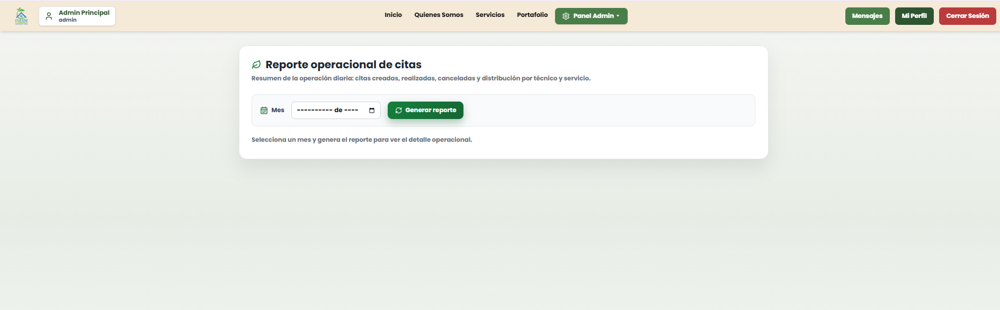 Admin Principal
admin
Inicio
Quienes Somos
Servicios
Portafolio
Panel Admin
Mensajes
Mi Perfil
Cerrar Sesión
Reporte operacional de citas
Resumen de la operación diaria: citas creadas, realizadas, canceladas y distribución por técnico y servicio.
Mes
---------- de ----
Generar reporte
Selecciona un mes y genera el reporte para ver el detalle operacional.